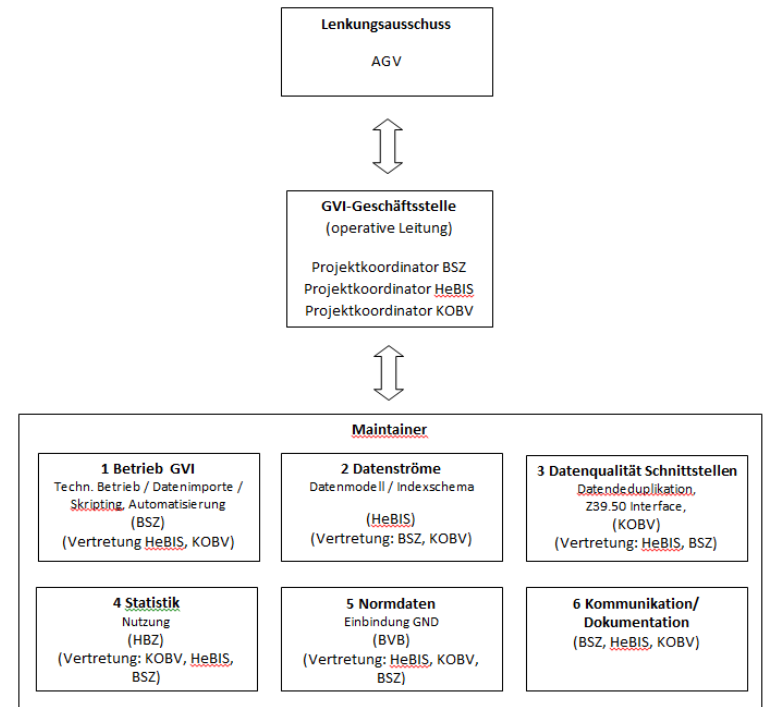 Lenkungsausschuss
AGV
GVI-Geschäftsstelle
(operative Leitung)
Projektkoordinator BSZ
Projektkoordinator HeBIS
Projektkoordinator KOBV
Maintainer
1 Betrieb GVI
Techn. Betrieb / Datenimporte /
Skripting, Automatisierung
(BSZ)
(Vertretung HeBIS, KOBV)
2 Datenströme
Datenmodell / Indexschema
(HeBIS)
(Vertretung: BSZ, KOBV)
3 Datenqualität Schnittstellen
Datendeduplikation,
Z39.50 Interface,
(KOBV)
(Vertretung: HeBIS, BSZ)
4 Statistik
Nutzung
(HBZ)
(Vertretung: KOBV, HeBIS,
BSZ)
5 Normdaten
Einbindung GND
(BVB)
(Vertretung: HeBIS, KOBV,
BSZ)
6 Kommunikation/
Dokumentation
(BSZ, HeBIS, KOBV)